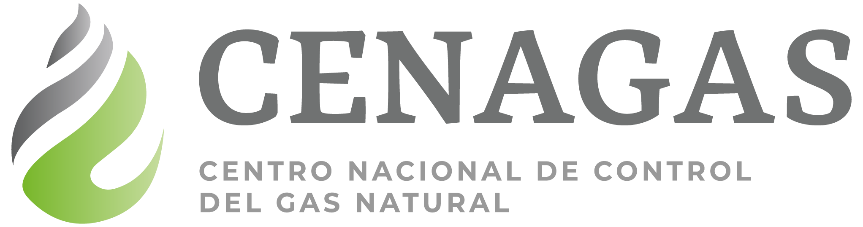 CENAGAS
CENTRO NACIONAL DE CONTROL
DEL GAS NATURAL